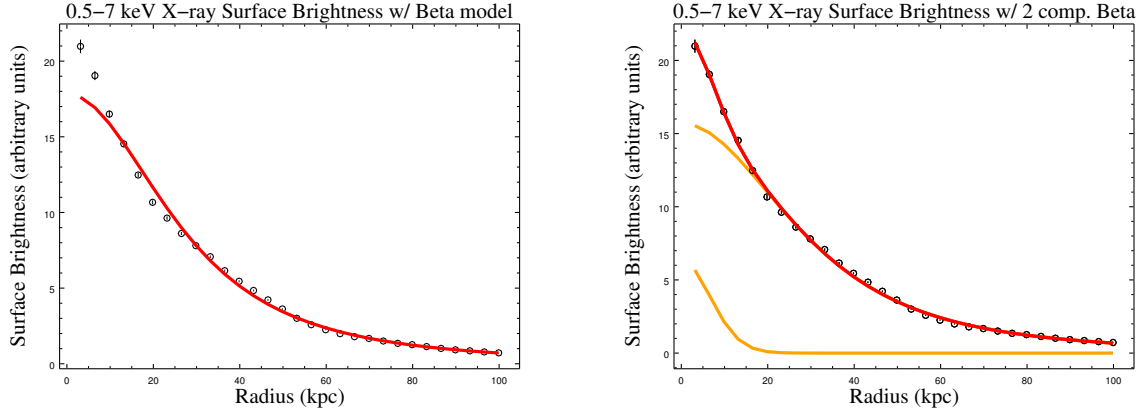 0.5−7 keV X−ray Surface Brightness w/ Beta model
Surface Brightness (arbitrary units)
20
15
10
5
0
0 20 40 60 80 100
Radius (kpc)
0.5−7 keV X−ray Surface Brightness w/ 2 comp. Beta
Surface Brightness (arbitrary units)
20
15
10
5
0
0 20 40 60 80 100
Radius (kpc)